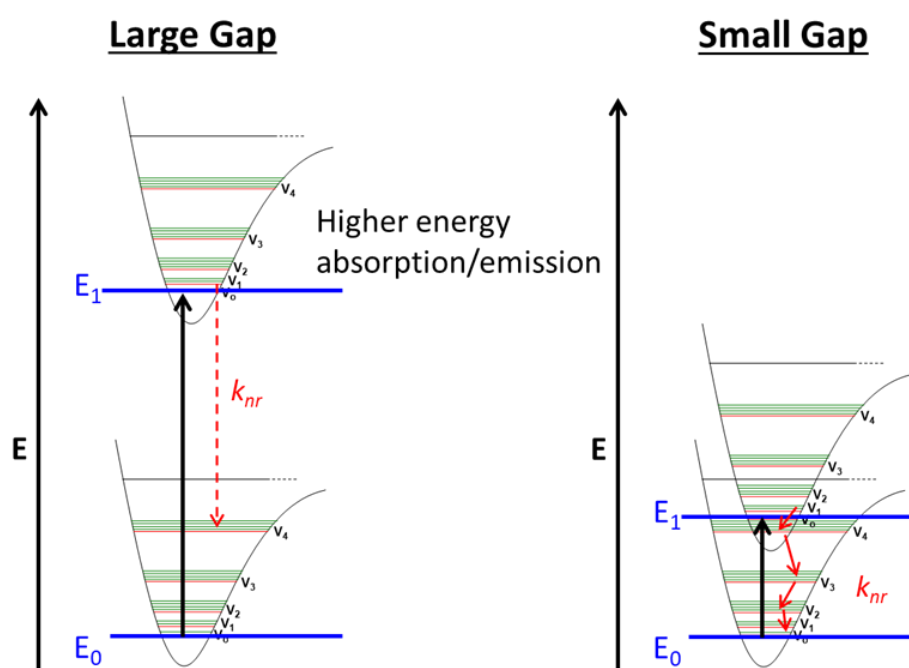 Large Gap
Small Gap
V4
Higher energy
absorption/emission
V3
V2
V1
E1
Vo
knr
E
V4
V3
V2
V1
E0
Vo
E
V4
V3
V2
V1
E1
Vo
V4
V3
knr
V2
V1
E0
Vo